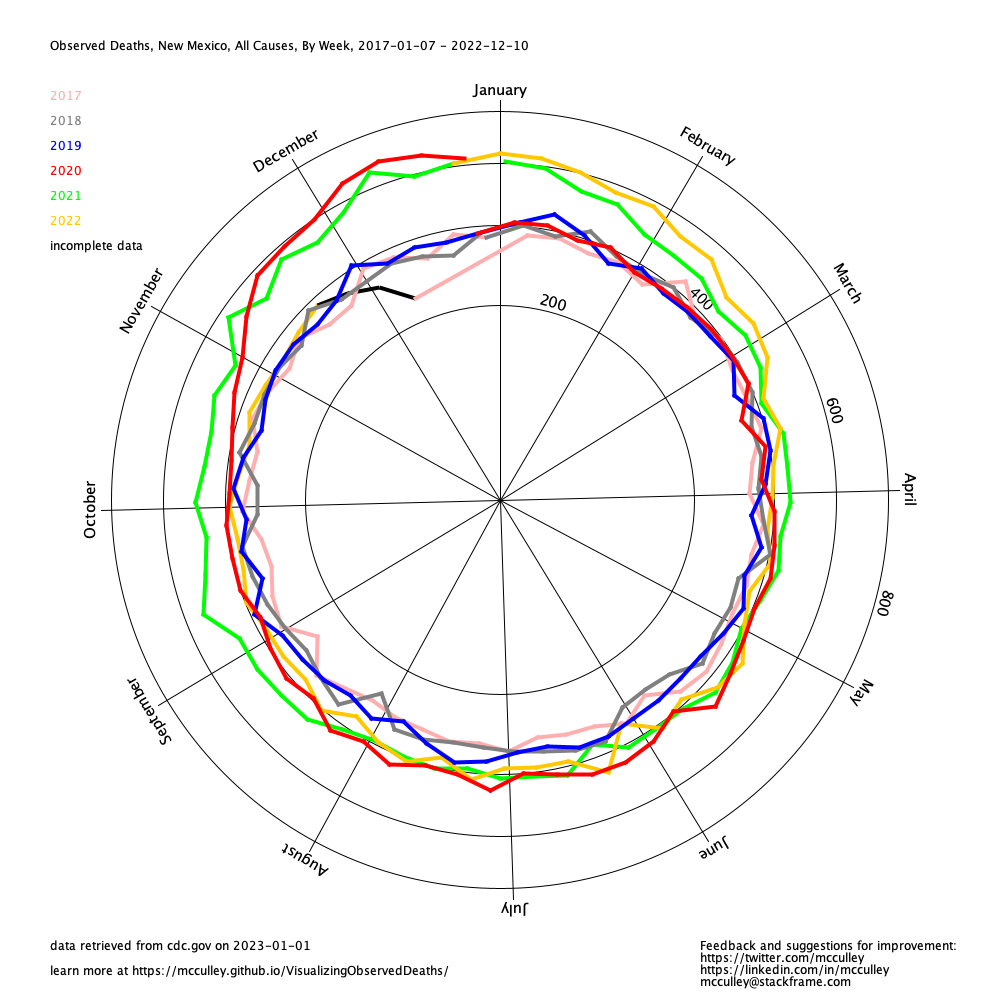 Observed Deaths, New Mexico, All Causes, By Week, 2017-01-07 - 2022-12-10
January
2017
2018
2019
2020
2021
2022
incomplete data
December
February
November
March
200
400
600
October
April
800
September
May
August
June
July
data retrieved from cdc.gov on 2023-01-01
learn more at https://mcculley.github.io/VisualizingObservedDeaths/
Feedback and suggestions for improvement:
https://twitter.com/mcculley
https://linkedin.com/in/mcculley
mcculley@stackframe.com